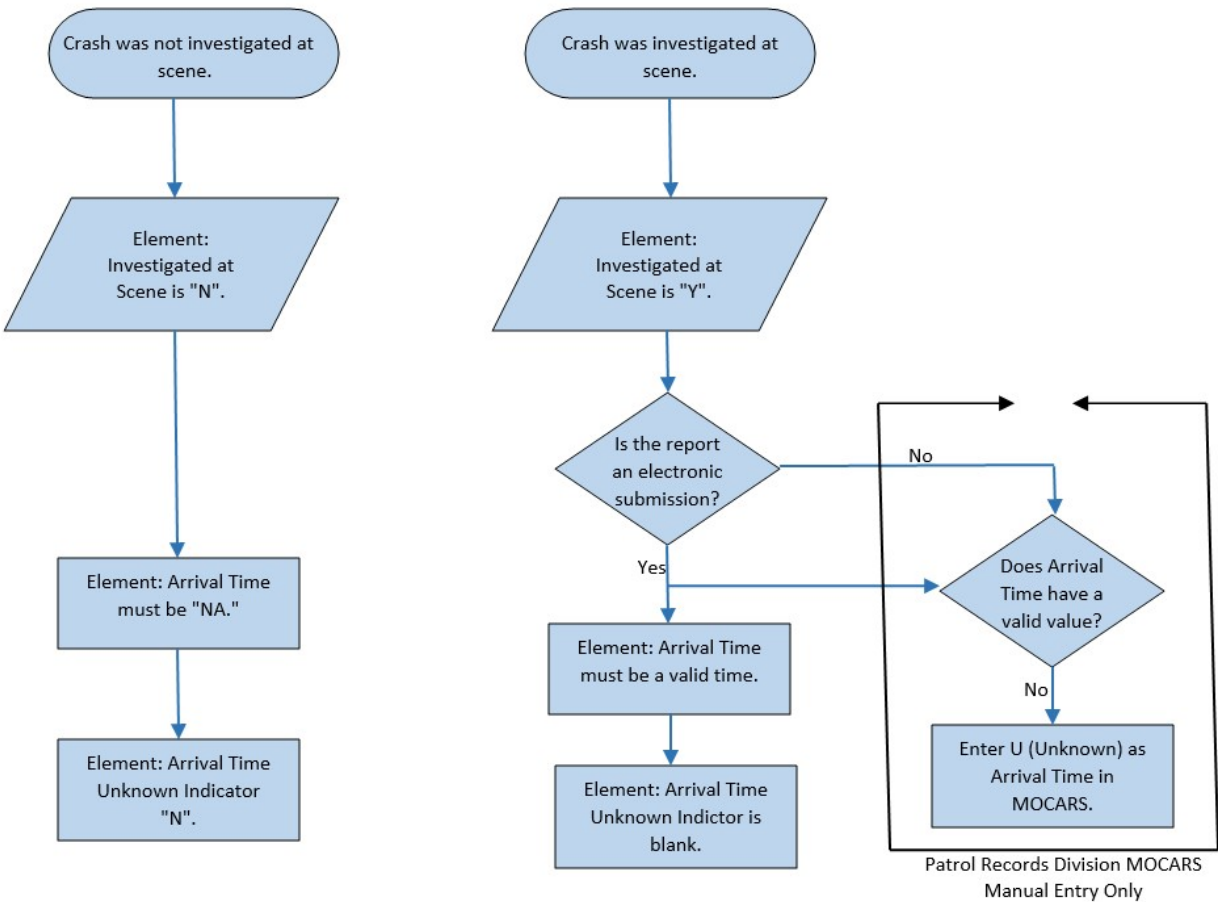 Crash was not investigated at
scene.
Element:
Investigated at
Scene is "N".
Element: Arrival Time
must be "NA."
Element: Arrival Time
Unknown Indicator
"N".
Crash was investigated at
scene.
Element:
Investigated at
Scene is "Y".
Is the report
an electronic
submission?
No
Yes
Element: Arrival Time
must be a valid time.
Element: Arrival Time
Unknown Indictor is
blank.
Does Arrival
Time have a
valid value?
No
Enter U (Unknown) as
Arrival Time in
MOCARS.
Patrol Records Division MOCARS
Manual Entry Only